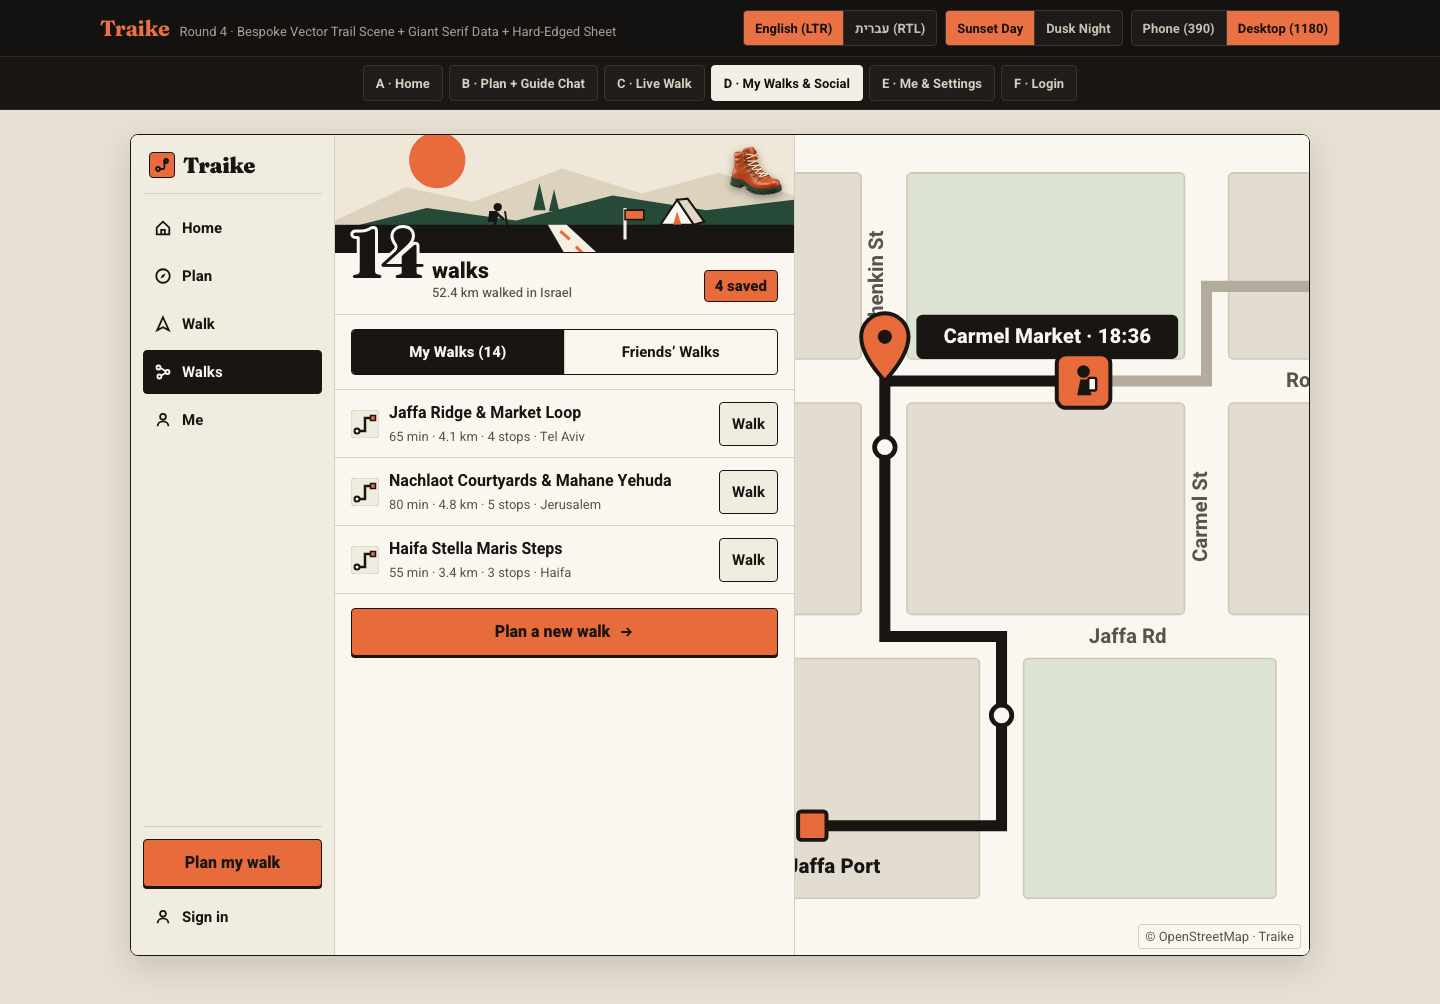 Traike Round 4 · Bespoke Vector Trail Scene + Giant Serif Data + Hard-Edged Sheet
English (LTR) עברית (RTL) Sunset Day Dusk Night Phone (390) Desktop (1180)
A · Home B · Plan + Guide Chat C · Live Walk D · My Walks & Social E · Me & Settings F · Login
Traike
Home
Plan
Walk
Walks
Me
Plan my walk
Sign in
14 walks
52.4 km walked in Israel
4 saved
My Walks (14) Friends’ Walks
Jaffa Ridge & Market Loop
65 min · 4.1 km · 4 stops · Tel Aviv
Walk
Nachlaot Courtyards & Mahane Yehuda
80 min · 4.8 km · 5 stops · Jerusalem
Walk
Haifa Stella Maris Steps
55 min · 3.4 km · 3 stops · Haifa
Walk
Plan a new walk →
henkin St
Carmel Market · 18:36
Ro
Carmel St
Jaffa Rd
Jaffa Port
© OpenStreetMap · Traike